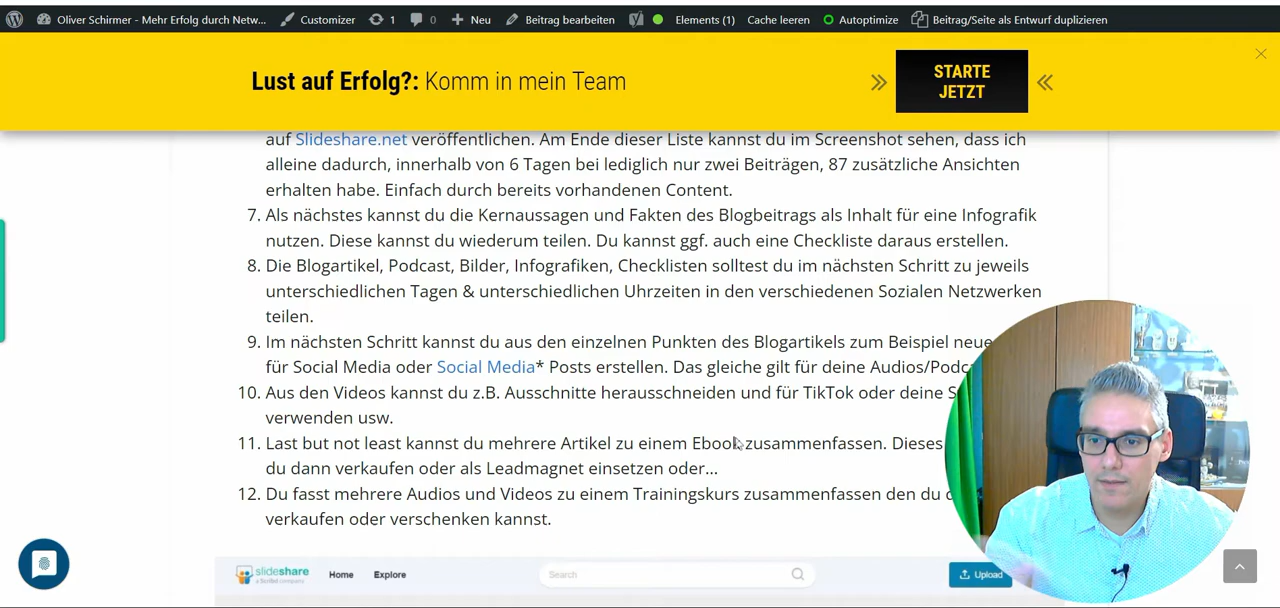 Oliver Schirmer - Mehr Erfolg durch Netw... Customizer 1 0 Neu Beitrag bearbeiten Elements (1) Cache leeren Autoptimize Beitrag/Seite als Entwurf duplizieren
Lust auf Erfolg?: Komm in mein Team
STARTE
JETZT
auf Slideshare.net veröffentlichen. Am Ende dieser Liste kannst du im Screenshot sehen, dass ich
alleine dadurch, innerhalb von 6 Tagen bei lediglich nur zwei Beiträgen, 87 zusätzliche Ansichten
erhalten habe. Einfach durch bereits vorhandenen Content.
7. Als nächstes kannst du die Kernaussagen und Fakten des Blogbeitrags als Inhalt für eine Infografik
nutzen. Diese kannst du wiederum teilen. Du kannst ggf. auch eine Checkliste daraus erstellen.
8. Die Blogartikel, Podcast, Bilder, Infografiken, Checklisten solltest du im nächsten Schritt zu jeweils
unterschiedlichen Tagen & unterschiedlichen Uhrzeiten in den verschiedenen Sozialen Netzwerken
teilen.
9. Im nächsten Schritt kannst du aus den einzelnen Punkten des Blogartikels zum Beispiel neue
für Social Media oder Social Media* Posts erstellen. Das gleiche gilt für deine
10. Aus den Videos kannst du z.B. Ausschnitte herausschneiden und für TikTok oder deine
verwenden usw.
11. Last but not least kannst du mehrere Artikel zu einem Ebook zusammenfassen. Dieses
du dann verkaufen oder als Leadmagnet einsetzen oder...
12. Du fasst mehrere Audios und Videos zu einem Trainingskurs zusammenfassen den du
verkaufen oder verschenken kannst.
slideshare Home Explore Search Upload
a Scribd company